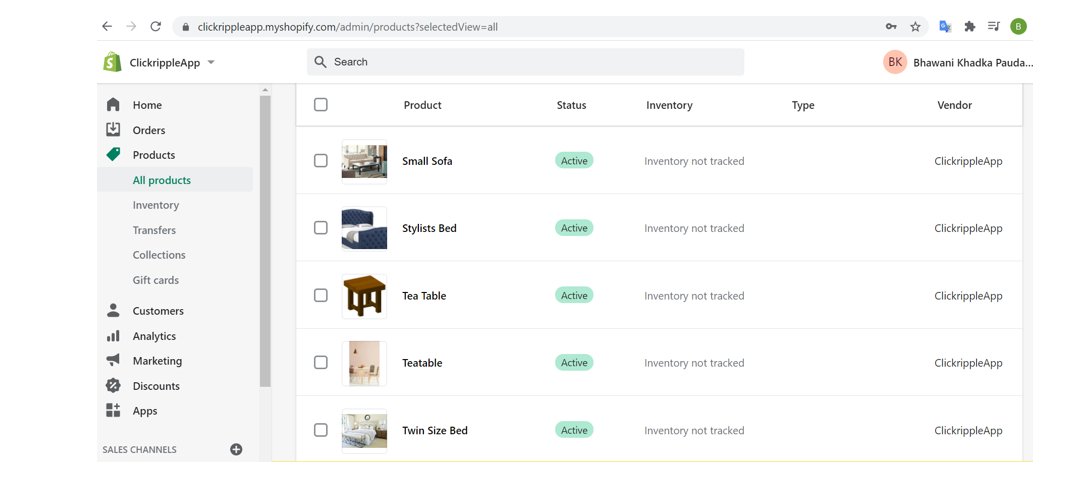 clickrippleapp.myshopify.com/admin/products?selectedView=all
B
ClickrippleApp
Search
BK
Bhawani Khadka Pauda...
Home
Orders
Products
All products
Inventory
Transfers
Collections
Gift cards
Customers
Analytics
Marketing
Discounts
Apps
SALES CHANNELS
Product Status Inventory Type Vendor
Small Sofa Active Inventory not tracked ClickrippleApp
Stylists Bed Active Inventory not tracked ClickrippleApp
Tea Table Active Inventory not tracked ClickrippleApp
Teatable Active Inventory not tracked ClickrippleApp
Twin Size Bed Active Inventory not tracked ClickrippleApp